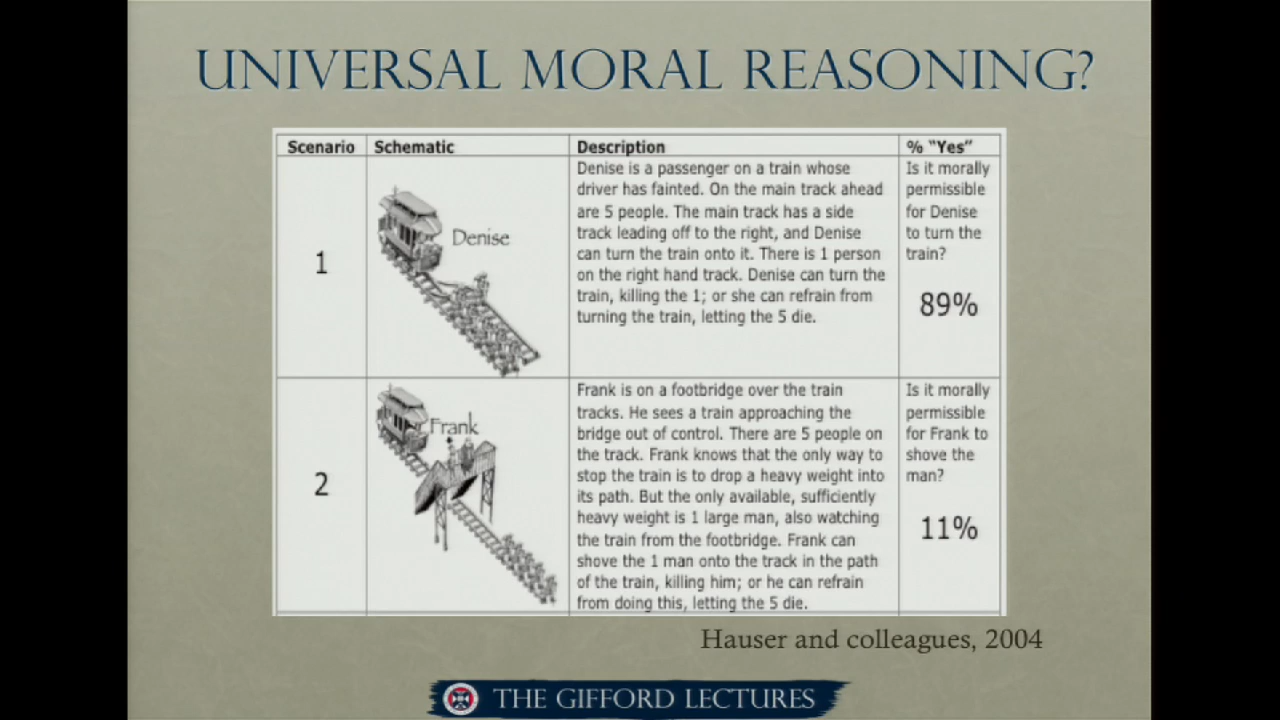 UNIVERSAL MORAL REASONING?
Scenario Schematic Description % "Yes"
1
Denise
Denise is a passenger on a train whose
driver has fainted. On the main track ahead
are 5 people. The main track has a side
track leading off to the right, and Denise
can turn the train onto it. There is 1 person
on the right hand track. Denise can turn the
train, killing the 1; or she can refrain from
turning the train, letting the 5 die.
Is it morally
permissible
for Denise
to turn the
train?
89%
2
Frank
Frank is on a footbridge over the train
tracks. He sees a train approaching the
bridge out of control. There are 5 people on
the track. Frank knows that the only way to
stop the train is to drop a heavy weight into
its path. But the only available, sufficiently
heavy weight is 1 large man, also watching
the train from the footbridge. Frank can
shove the 1 man onto the track in the path
of the train, killing him; or he can refrain
from doing this, letting the 5 die.
Is it morally
permissible
for Frank to
shove the
man?
11%
Hauser and colleagues, 2004
THE GIFFORD LECTURES